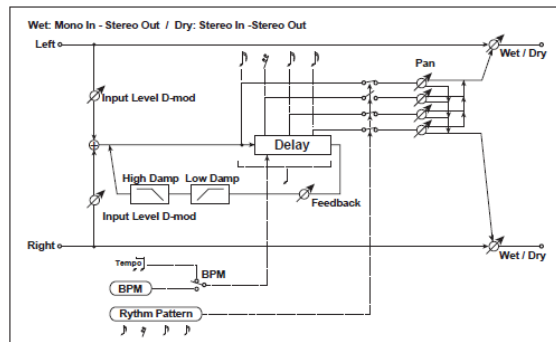 Wet: Mono In - Stereo Out / Dry: Stereo In -Stereo Out
Left
Wet / Dry
Pan
Input Level D-mod
Delay
High Damp Low Damp
Feedback
Input Level D-mod
Right
Wet / Dry
Tempo
BPM
BPM
Rythm Pattern